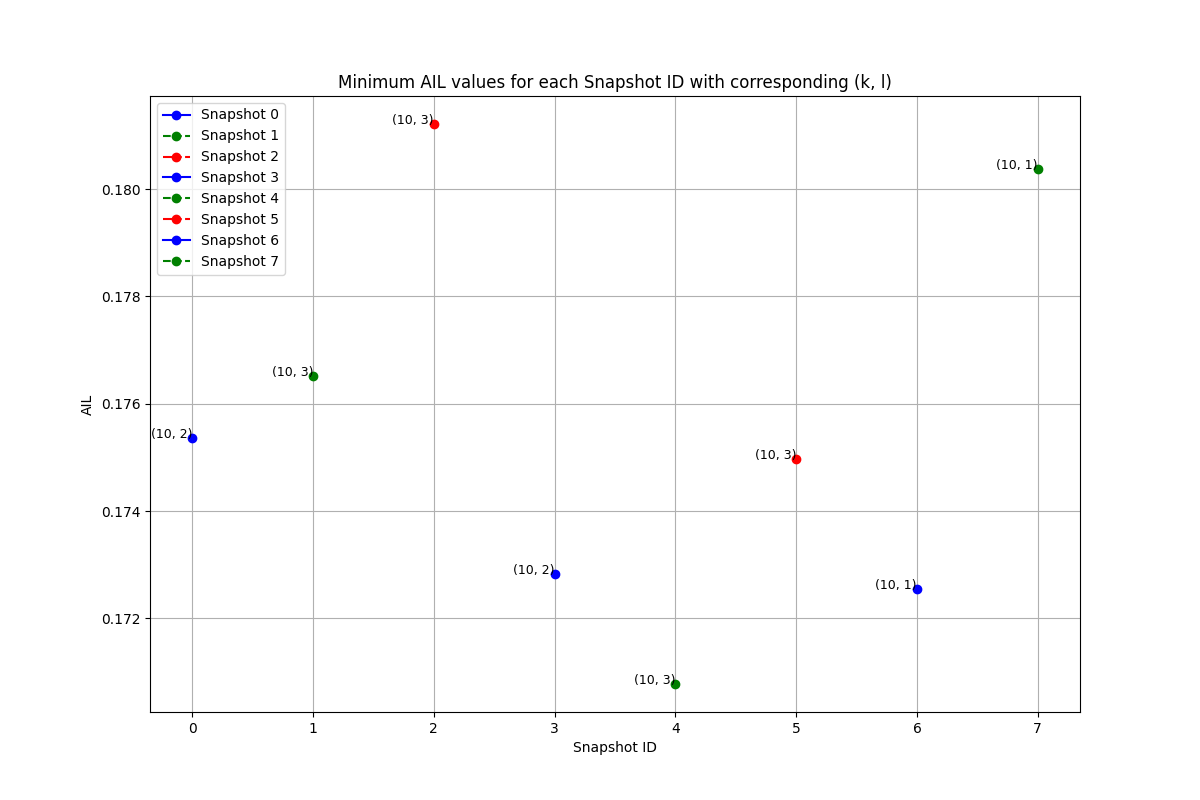 Minimum AIL values for each Snapshot ID with corresponding (k, l)
Snapshot 0
Snapshot 1
Snapshot 2
Snapshot 3
Snapshot 4
Snapshot 5
Snapshot 6
Snapshot 7
(10, 3)
(10, 1)
(10, 3)
(10, 2)
(10, 3)
(10, 2)
(10, 1)
(10, 3)
0.180
0.178
0.176
0.174
0.172
AIL
0 1 2 3 4 5 6 7
Snapshot ID